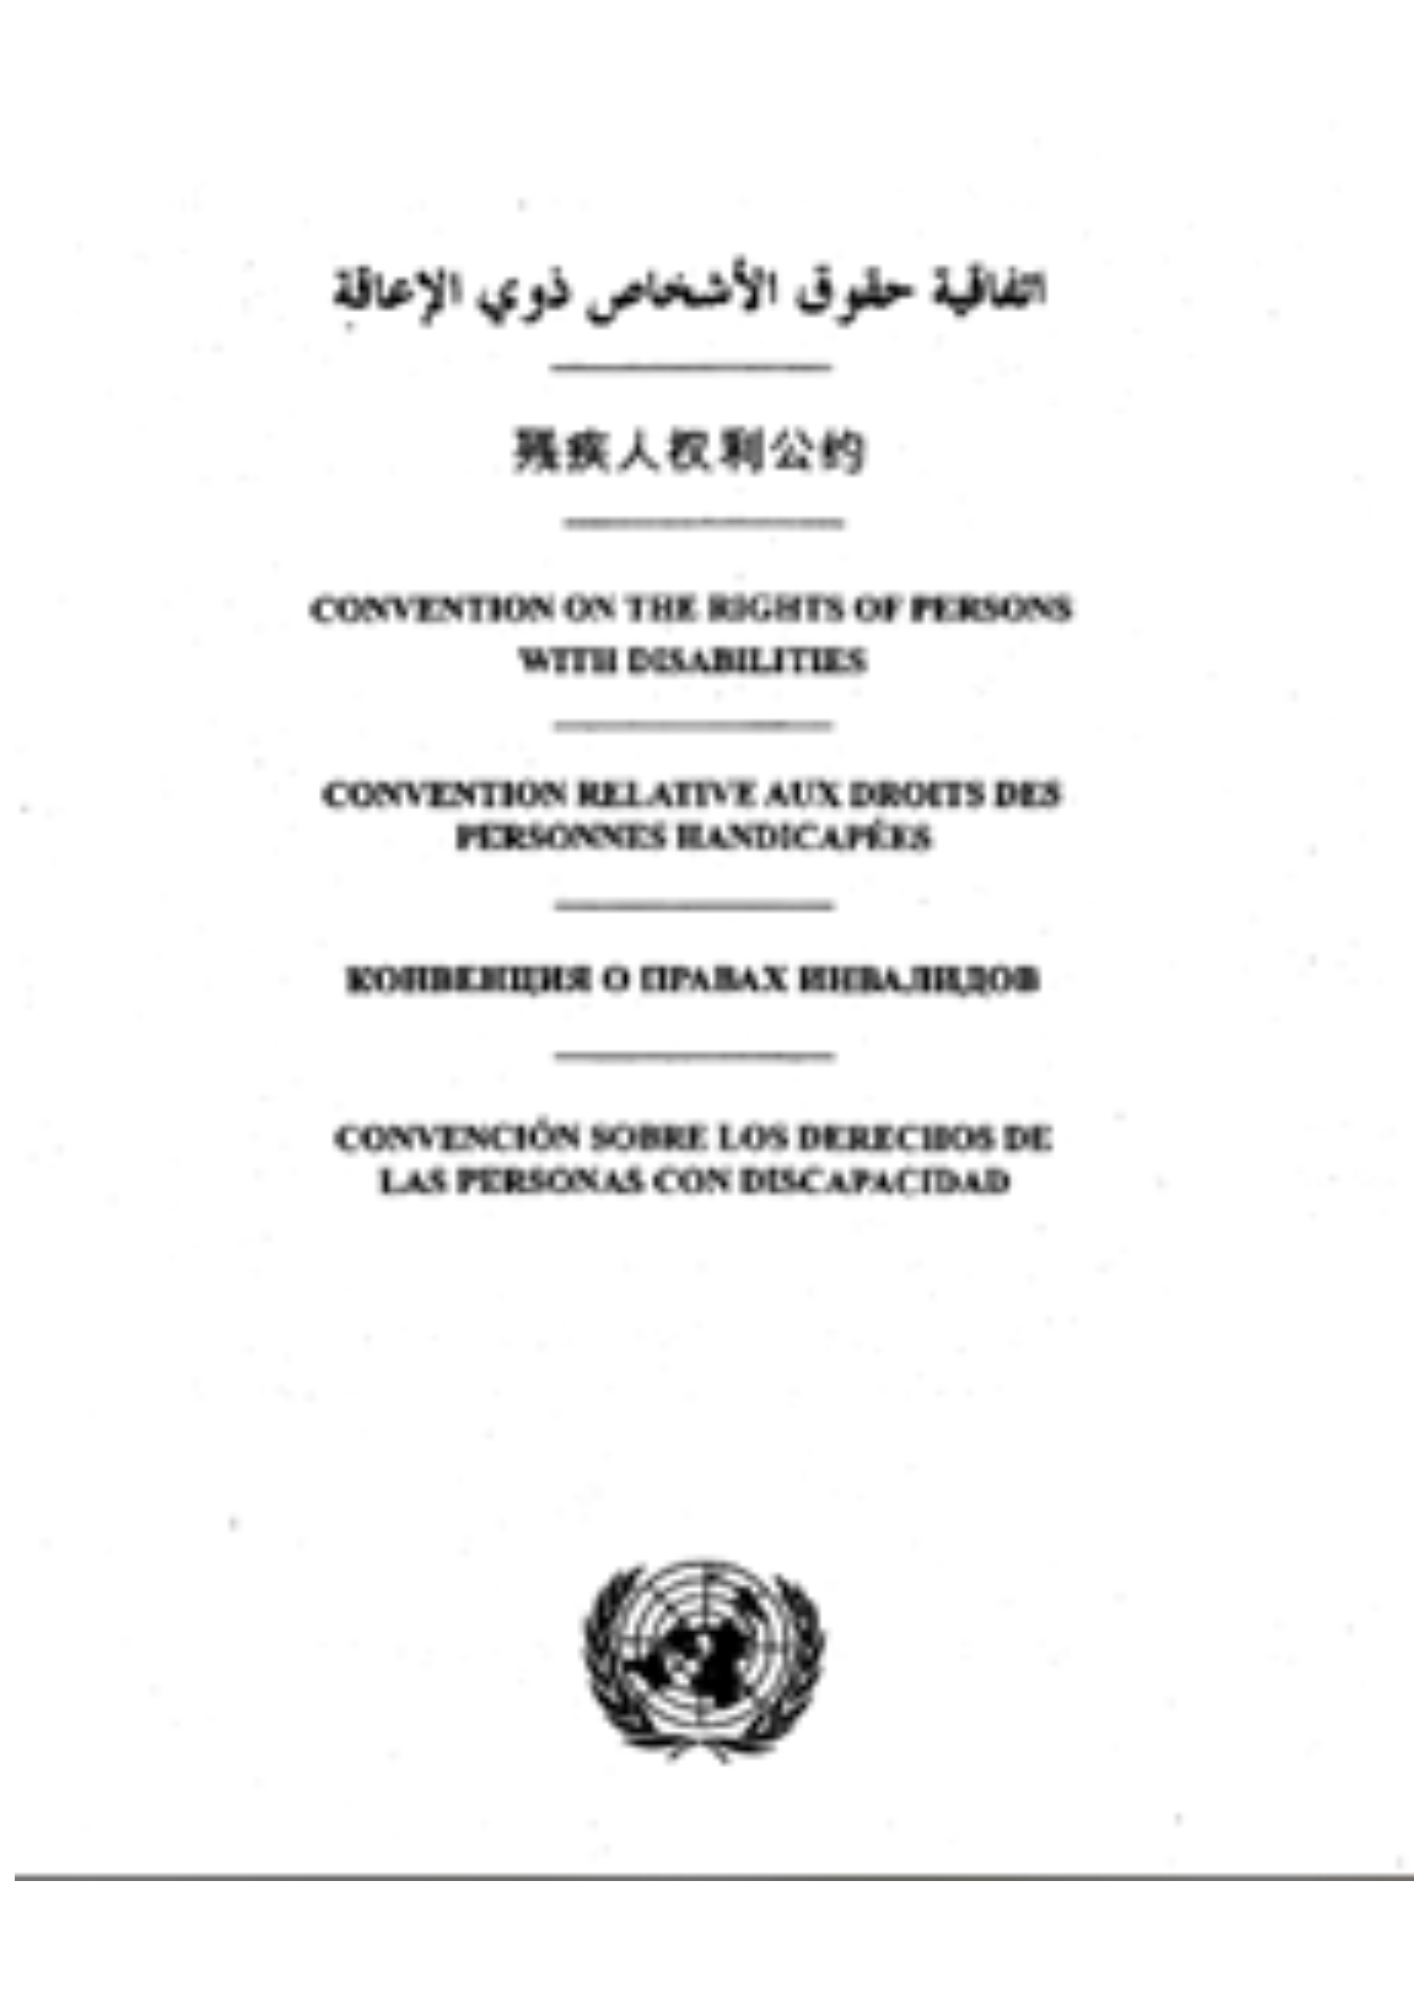 اتفاقية حقوق الأشخاص ذوي الإعاقة
残疾人权利公约
CONVENTION ON THE RIGHTS OF PERSONS
WITH DISABILITIES
CONVENTION RELATIVE AUX DROITS DES
PERSONNES HANDICAPÉES
КОНВЕНЦИЯ О ПРАВАХ ИНВАЛИДОВ
CONVENCIÓN SOBRE LOS DERECHOS DE
LAS PERSONAS CON DISCAPACIDAD